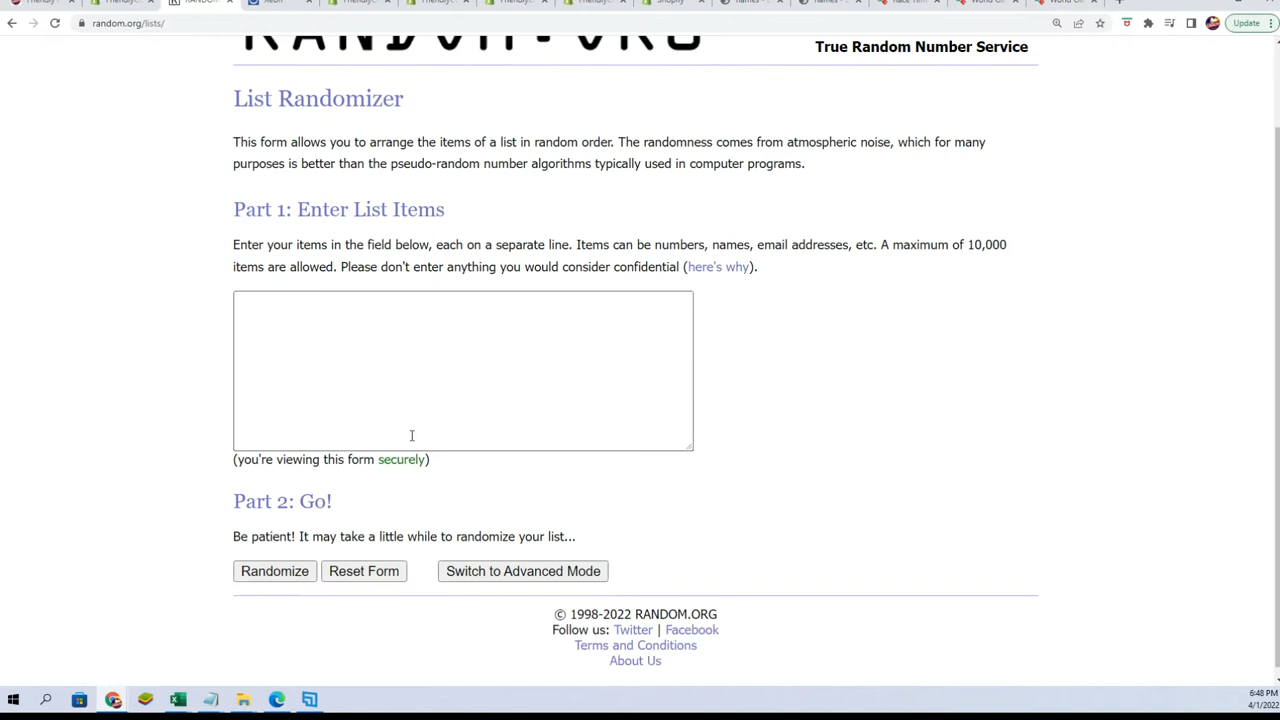 random.org/lists/
Update
RANDOM.ORG
True Random Number Service
List Randomizer
This form allows you to arrange the items of a list in random order. The randomness comes from atmospheric noise, which for many
purposes is better than the pseudo-random number algorithms typically used in computer programs.
Part 1: Enter List Items
Enter your items in the field below, each on a separate line. Items can be numbers, names, email addresses, etc. A maximum of 10,000
items are allowed. Please don't enter anything you would consider confidential (here's why).
(you're viewing this form securely)
Part 2: Go!
Be patient! It may take a little while to randomize your list...
Randomize Reset Form Switch to Advanced Mode
© 1998-2022 RANDOM.ORG
Follow us: Twitter | Facebook
Terms and Conditions
About Us
6:48 PM
4/1/2022